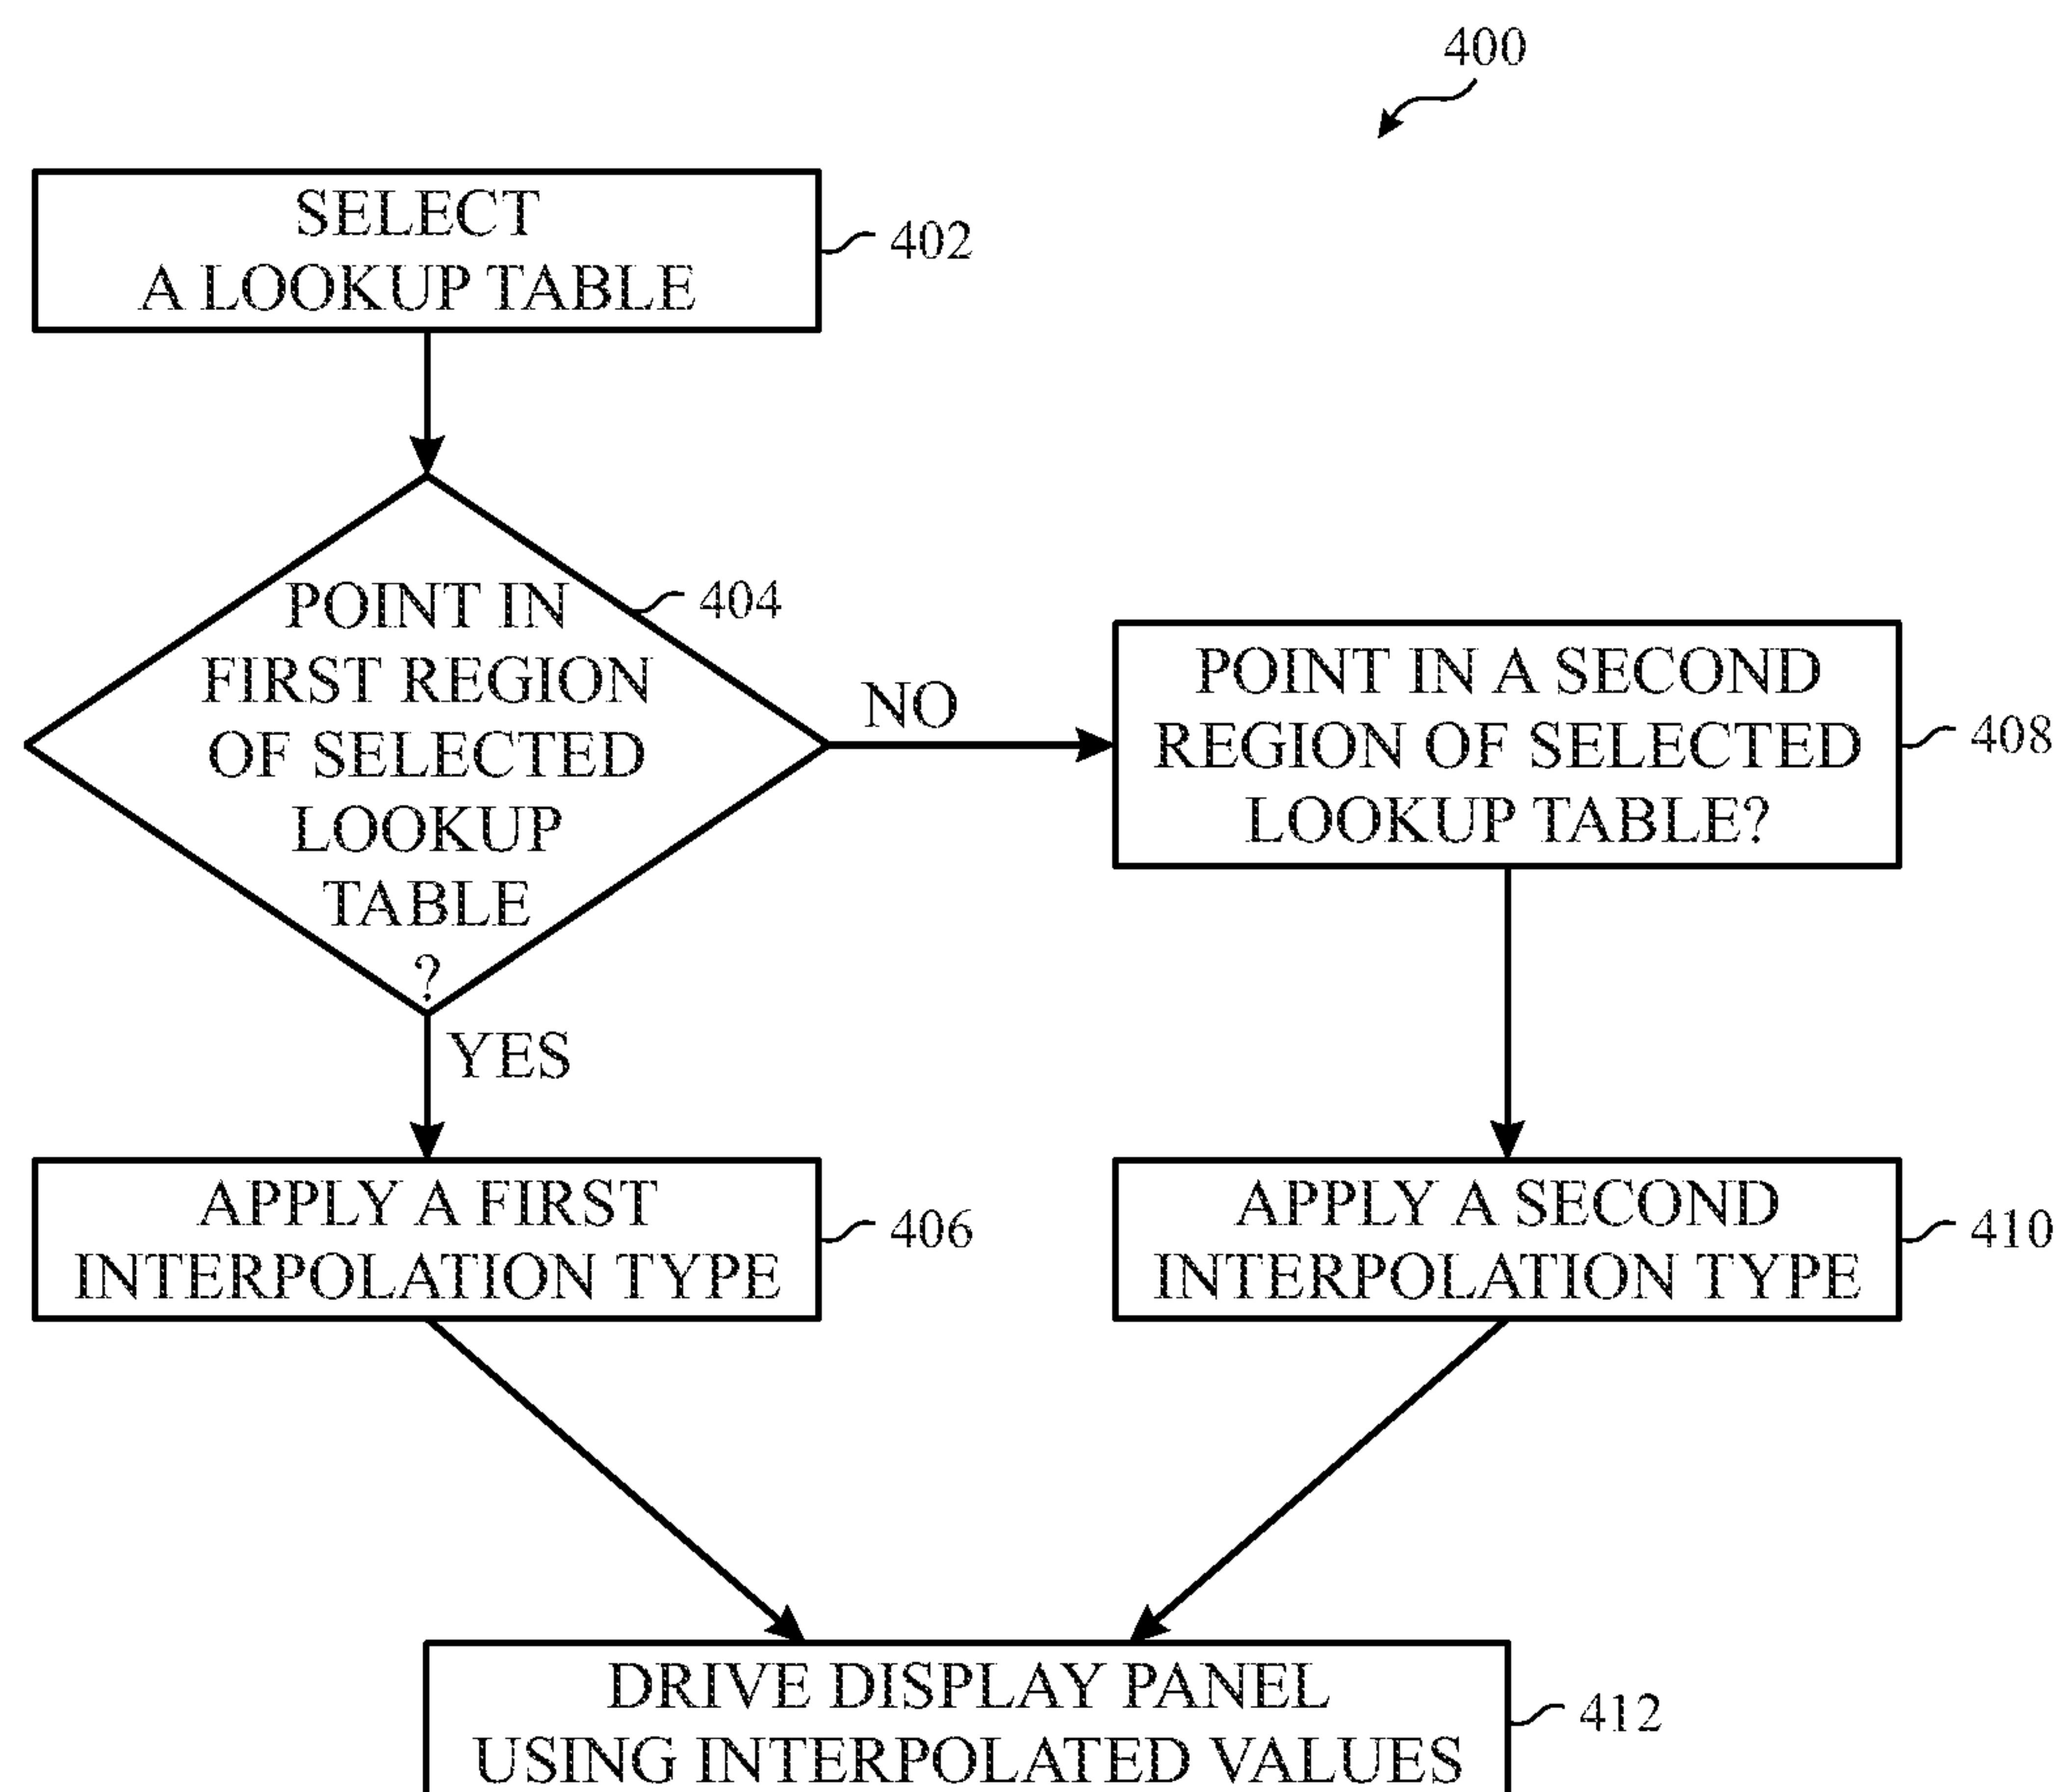 400
SELECT
A LOOKUP TABLE
402
POINT IN
FIRST REGION
OF SELECTED
LOOKUP
TABLE
?
404
NO
POINT IN A SECOND
REGION OF SELECTED
LOOKUP TABLE?
408
YES
APPLY A FIRST
INTERPOLATION TYPE
406
APPLY A SECOND
INTERPOLATION TYPE
410
DRIVE DISPLAY PANEL
USING INTERPOLATED VALUES
412